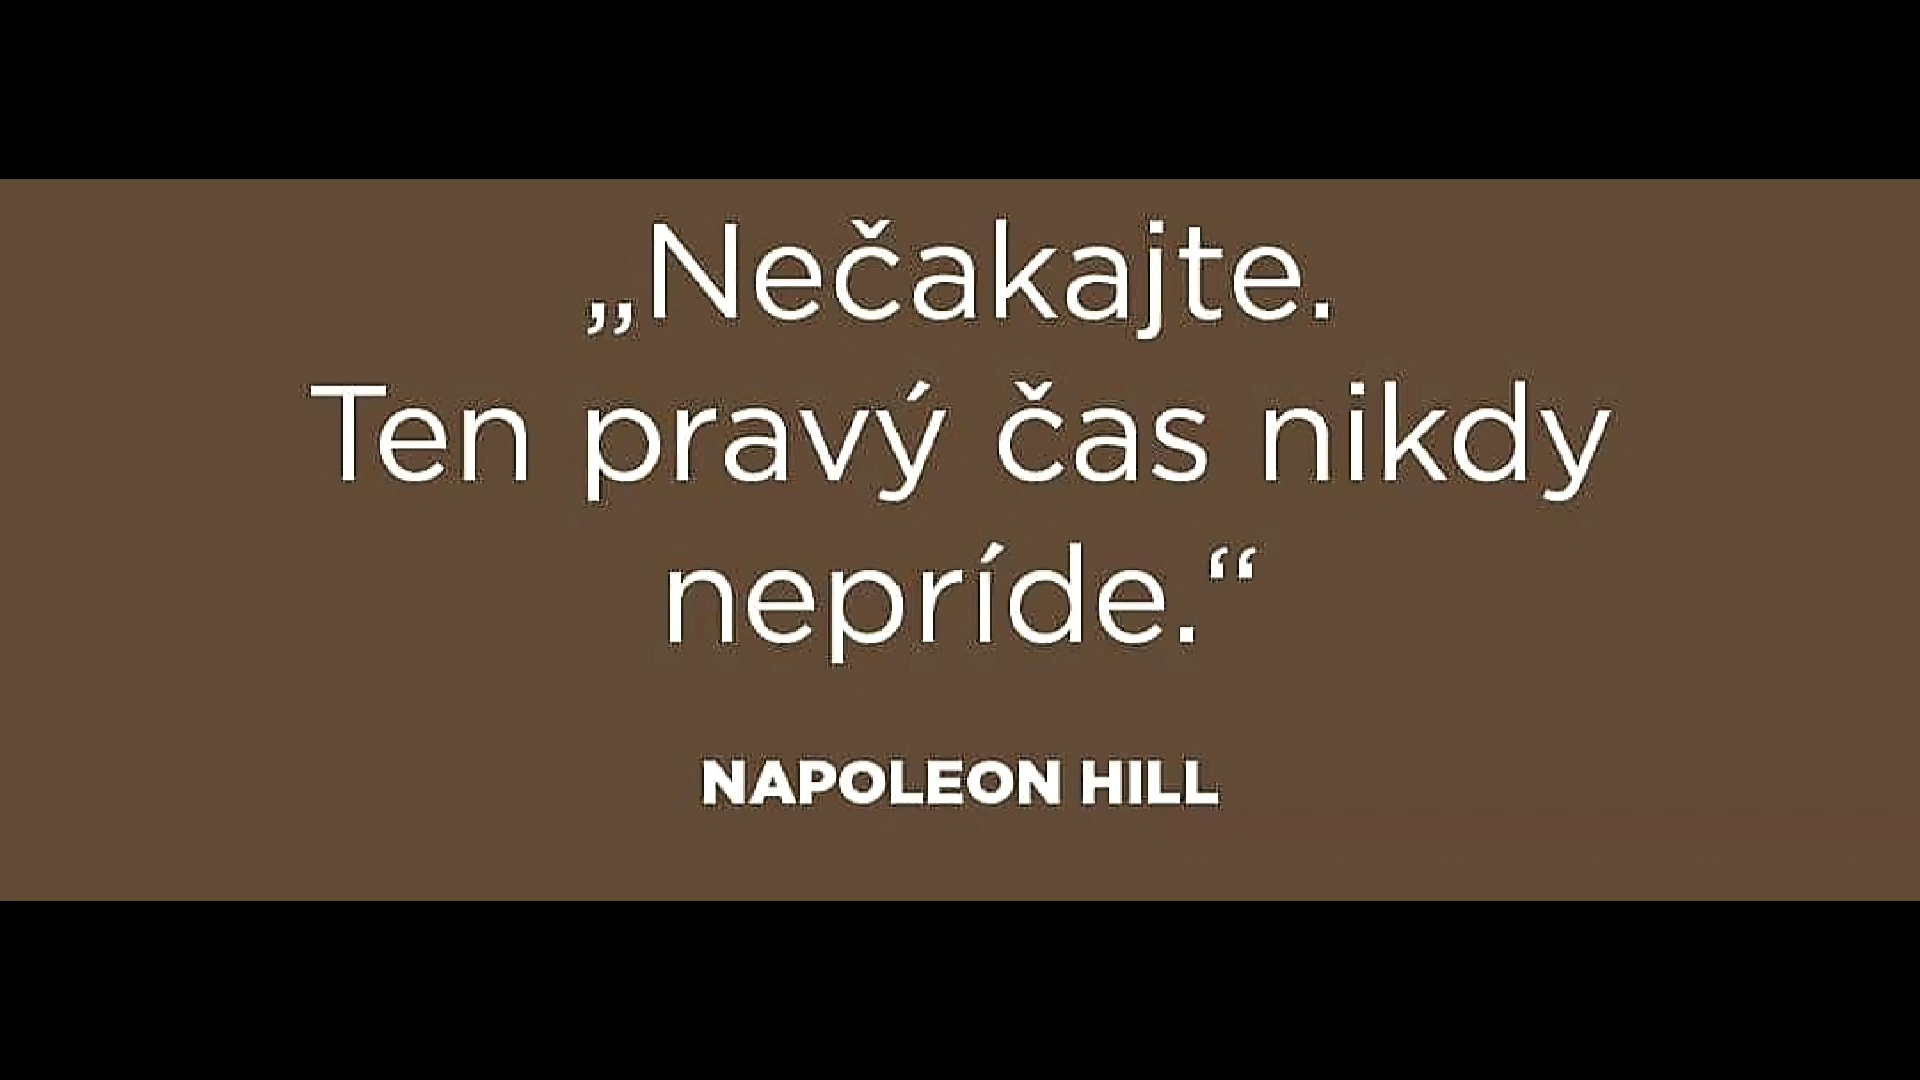 „Nečakajte.
Ten pravý čas nikdy
nepríde.“
NAPOLEON HILL